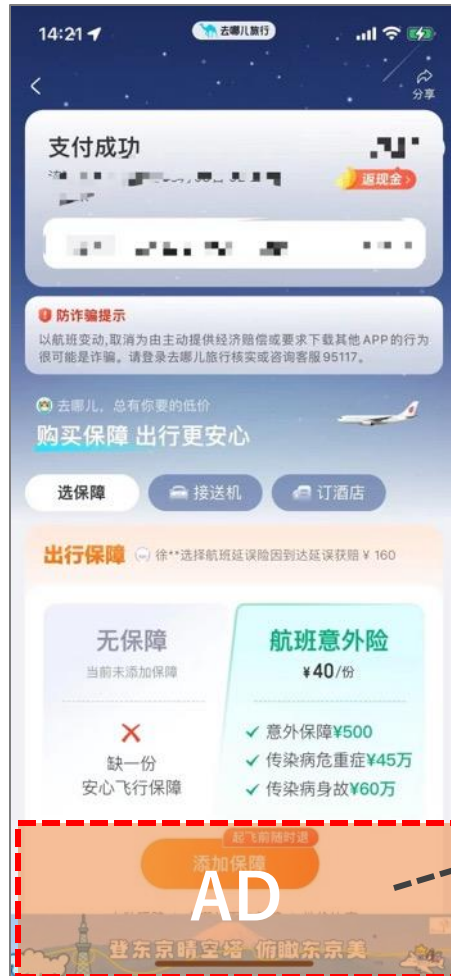 14:21
去哪儿旅行
分享
支付成功
返现金
防诈骗提示
以航班变动,取消为由主动提供经济赔偿或要求下载其他APP的行为
很可能是诈骗。请登录去哪儿旅行核实或咨询客服95117。
去哪儿，总有你要的低价
购买保障 出行更安心
选保障
接送机
订酒店
出行保障
徐**选择航班延误险因到达延误获赔¥160
无保障
航班意外险
当前未添加保障
¥40/份
缺一份
安心飞行保障
意外保障¥500
传染病危重症¥45万
传染病身故¥60万
起飞前随时退
添加保障
AD
登东京晴空塔 俯瞰东京美